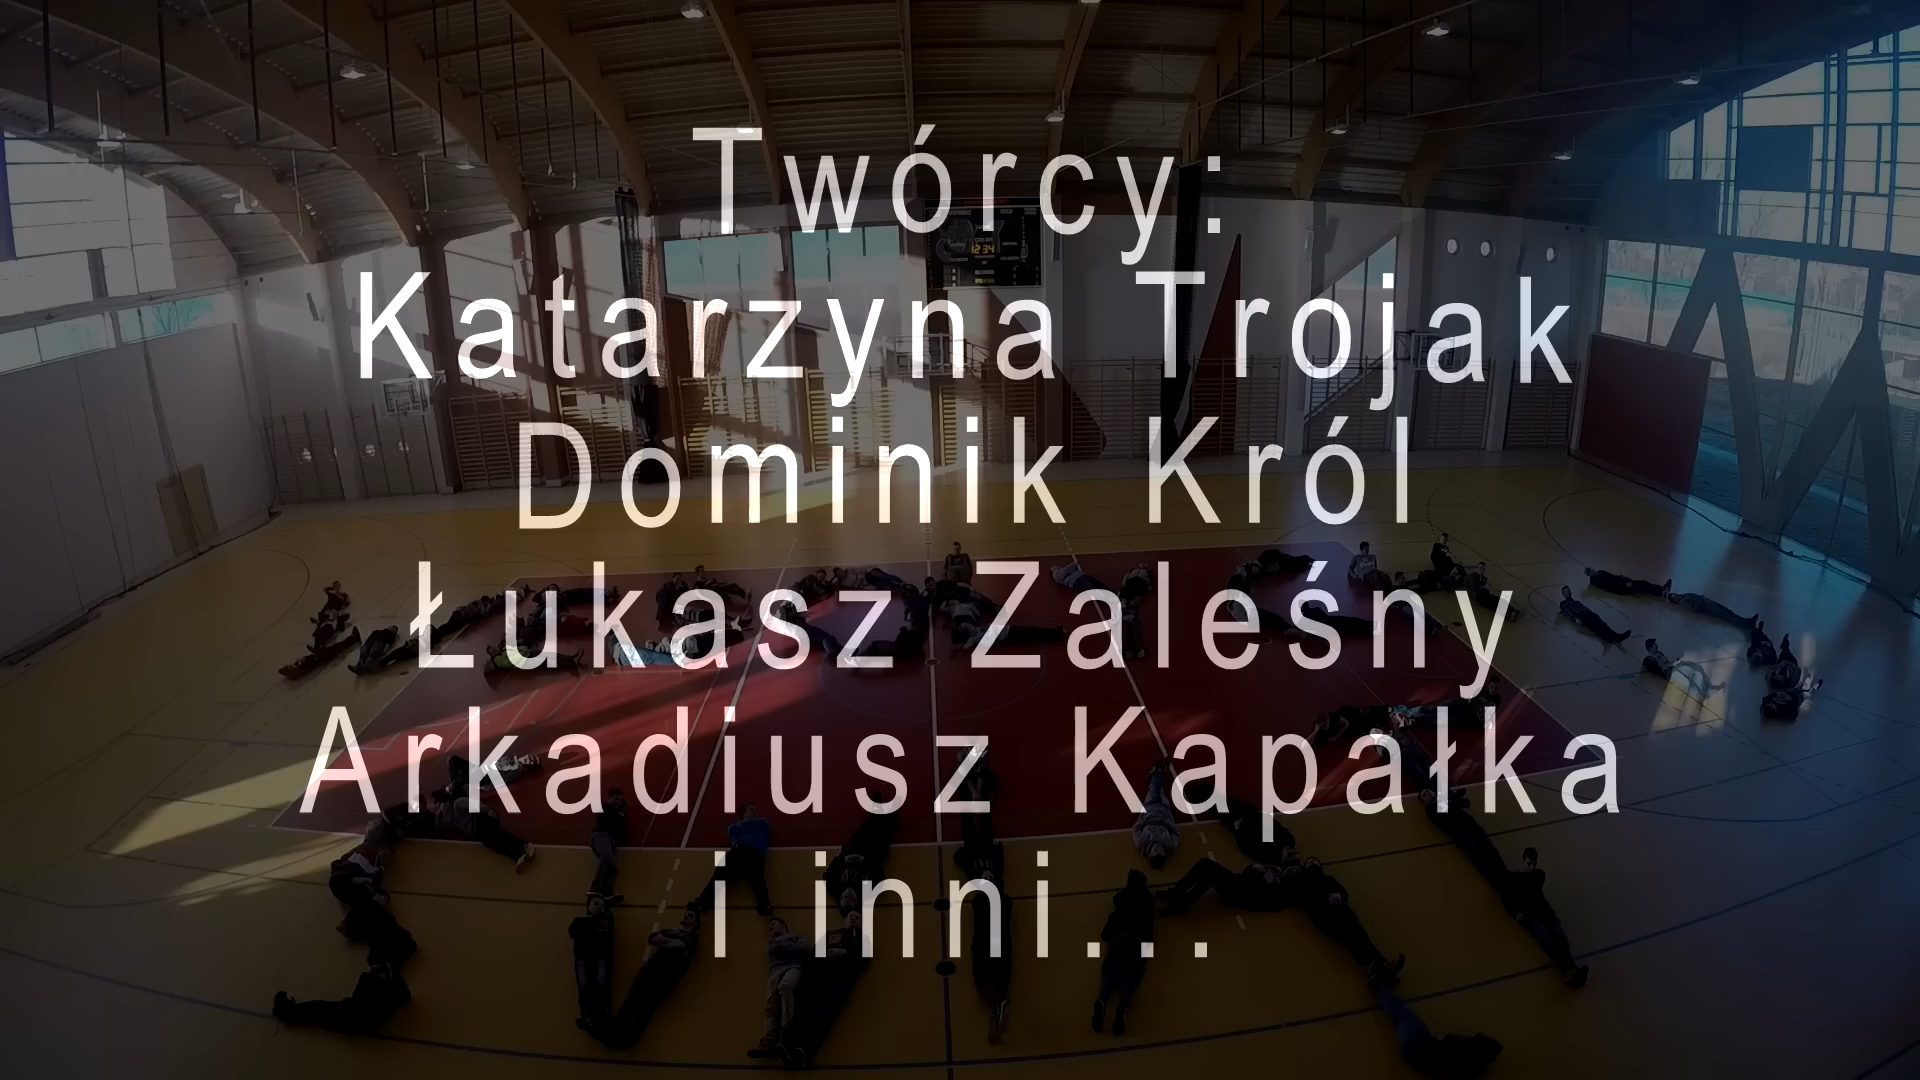 Twórcy:
Katarzyna Trojak
Dominik Król
Łukasz Zaleśny
Arkadiusz Kapałka
i inni...